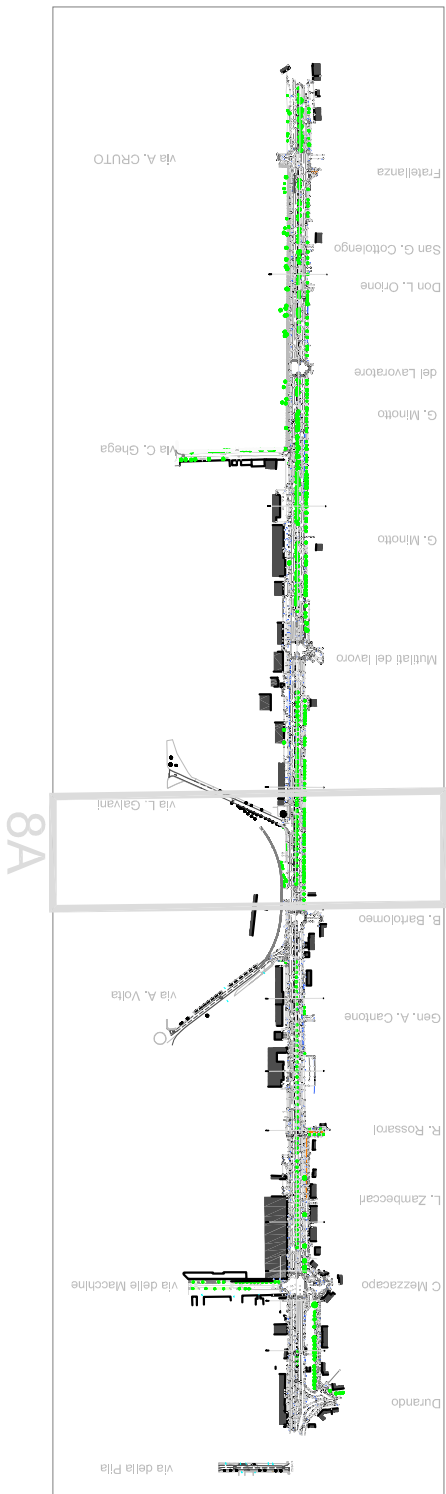 via della Pila
Durando
C Mezzacapo
via delle Macchine
L. Zambeccari
R. Rossarol
Gen. A. Cantone
via A. Volta
B. Bartolomeo
8A
via L. Galvani
Mutilati del lavoro
G. Minotto
via C. Ghega
G. Minotto
del Lavoratore
Don L. Orione
San G. Cottolengo
Fratellanza
via A. CRUTO